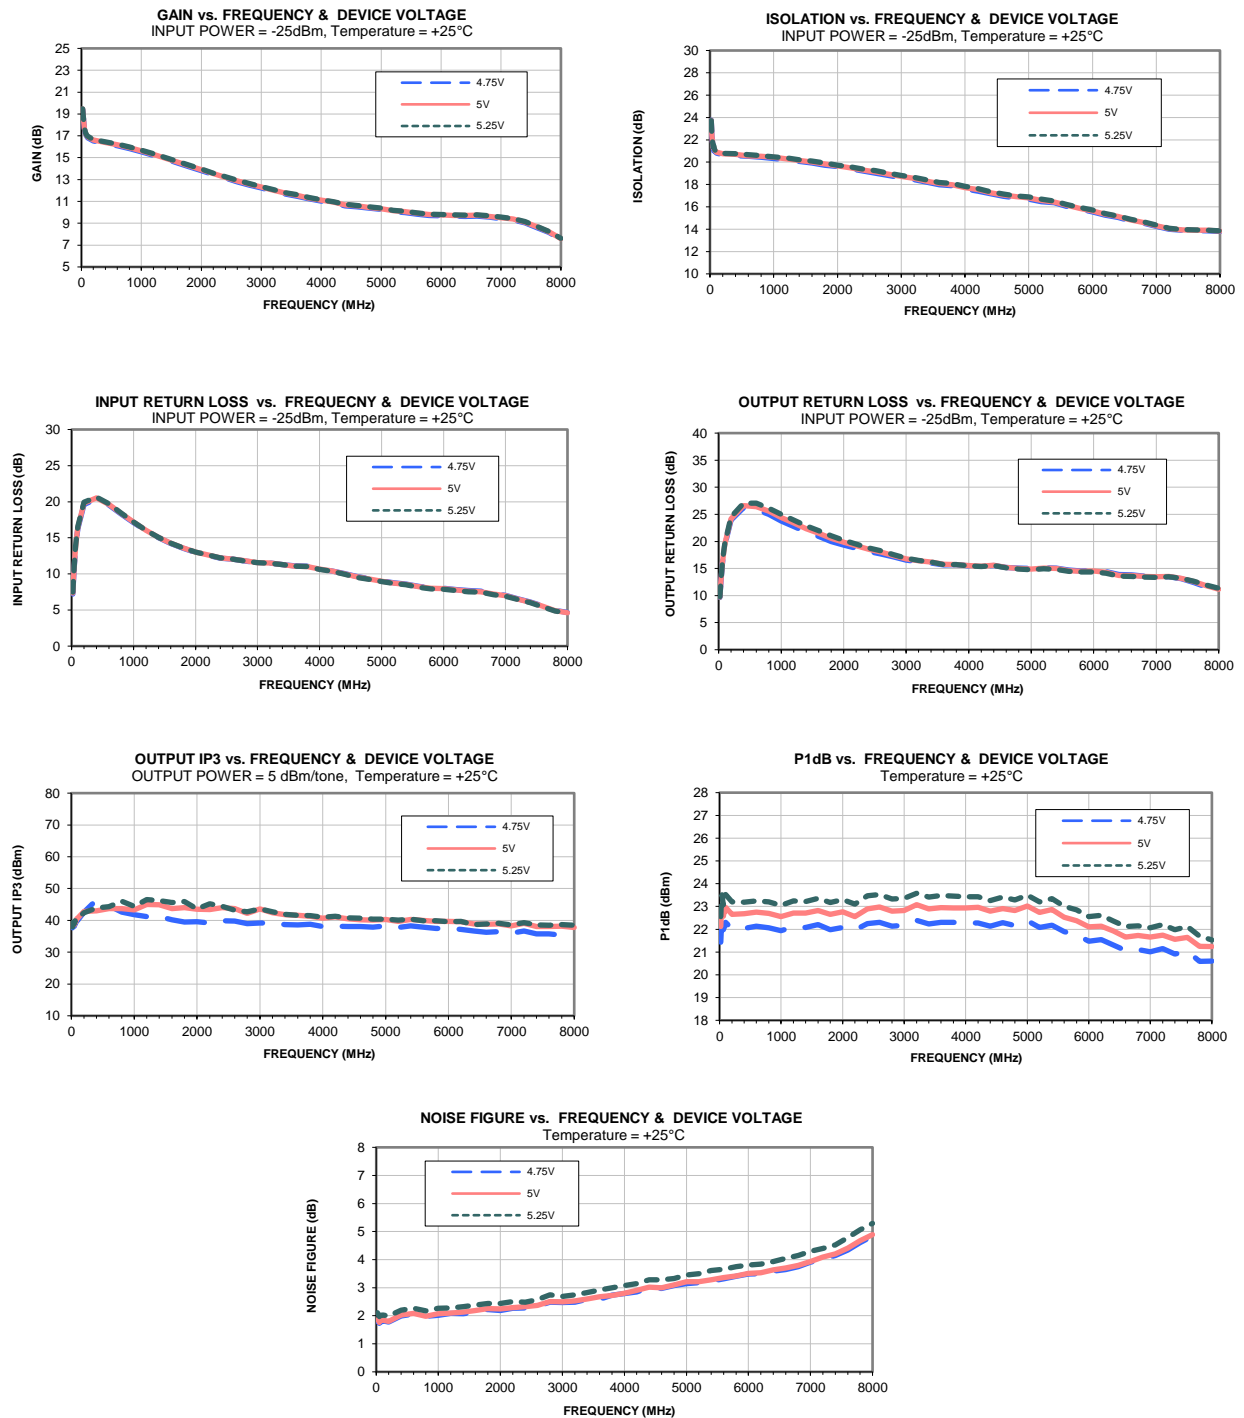 GAIN vs. FREQUENCY & DEVICE VOLTAGE
INPUT POWER = -25dBm, Temperature = +25°C
25
23
21
19
17
15
13
11
9
7
5
GAIN (dB)
4.75V
5V
5.25V
0 1000 2000 3000 4000 5000 6000 7000 8000
FREQUENCY (MHz)
ISOLATION vs. FREQUENCY & DEVICE VOLTAGE
INPUT POWER = -25dBm, Temperature = +25°C
30
28
26
24
22
20
18
16
14
12
10
ISOLATION (dB)
4.75V
5V
5.25V
0 1000 2000 3000 4000 5000 6000 7000 8000
FREQUENCY (MHz)
INPUT RETURN LOSS vs. FREQUECNY & DEVICE VOLTAGE
INPUT POWER = -25dBm, Temperature = +25°C
30
25
20
15
10
5
0
INPUT RETURN LOSS (dB)
4.75V
5V
5.25V
0 1000 2000 3000 4000 5000 6000 7000 8000
FREQUENCY (MHz)
OUTPUT RETURN LOSS vs. FREQUENCY & DEVICE VOLTAGE
INPUT POWER = -25dBm, Temperature = +25°C
40
35
30
25
20
15
10
5
0
OUTPUT RETURN LOSS (dB)
4.75V
5V
5.25V
0 1000 2000 3000 4000 5000 6000 7000 8000
FREQUENCY (MHz)
OUTPUT IP3 vs. FREQUENCY & DEVICE VOLTAGE
OUTPUT POWER = 5 dBm/tone, Temperature = +25°C
80
70
60
50
40
30
20
10
OUTPUT IP3 (dBm)
4.75V
5V
5.25V
0 1000 2000 3000 4000 5000 6000 7000 8000
FREQUENCY (MHz)
P1dB vs. FREQUENCY & DEVICE VOLTAGE
Temperature = +25°C
28
27
26
25
24
23
22
21
20
19
18
P1dB (dBm)
4.75V
5V
5.25V
0 1000 2000 3000 4000 5000 6000 7000 8000
FREQUENCY (MHz)
NOISE FIGURE vs. FREQUENCY & DEVICE VOLTAGE
Temperature = +25°C
8
7
6
5
4
3
2
1
0
NOISE FIGURE (dB)
4.75V
5V
5.25V
0 1000 2000 3000 4000 5000 6000 7000 8000
FREQUENCY (MHz)